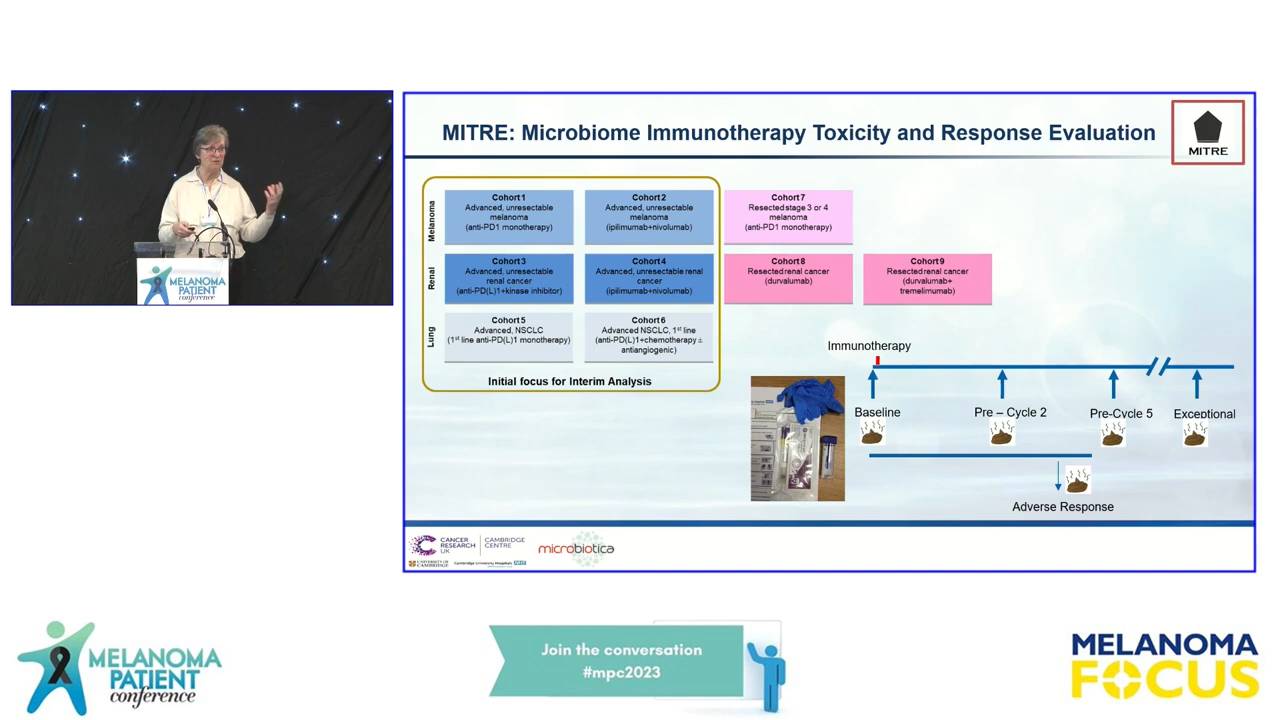 MELANOMA
PATIENT
conference
MITRE: Microbiome Immunotherapy Toxicity and Response Evaluation
MITRE
Melanoma
Cohort 1
Advanced, unresectable
melanoma
(anti-PD1 monotherapy)
Cohort 2
Advanced, unresectable
melanoma
(ipilimumab+nivolumab)
Cohort 7
Resected stage 3 or 4
melanoma
(anti-PD1 monotherapy)
Renal
Cohort 3
Advanced, unresectable
renal cancer
(anti-PD(L)1+kinase inhibitor)
Cohort 4
Advanced, unresectable renal
cancer
(ipilimumab+nivolumab)
Cohort 8
Resected renal cancer
(durvalumab)
Cohort 9
Resected renal cancer
(durvalumab+
tremelimumab)
Lung
Cohort 5
Advanced, NSCLC
(1st line anti-PD(L)1 monotherapy)
Cohort 6
Advanced NSCLC, 1st line
(anti-PD(L)1+chemotherapy ±
antiangiogenic)
Initial focus for Interim Analysis
Immunotherapy
Baseline
Pre – Cycle 2
Pre-Cycle 5
Exceptional
Adverse Response
CANCER
RESEARCH
UK
CAMBRIDGE
CENTRE
microbiotica
UNIVERSITY OF
CAMBRIDGE
Cambridge University Hospitals NHS
MELANOMA
PATIENT
conference
Join the conversation
#mpc2023
MELANOMA
FOCUS